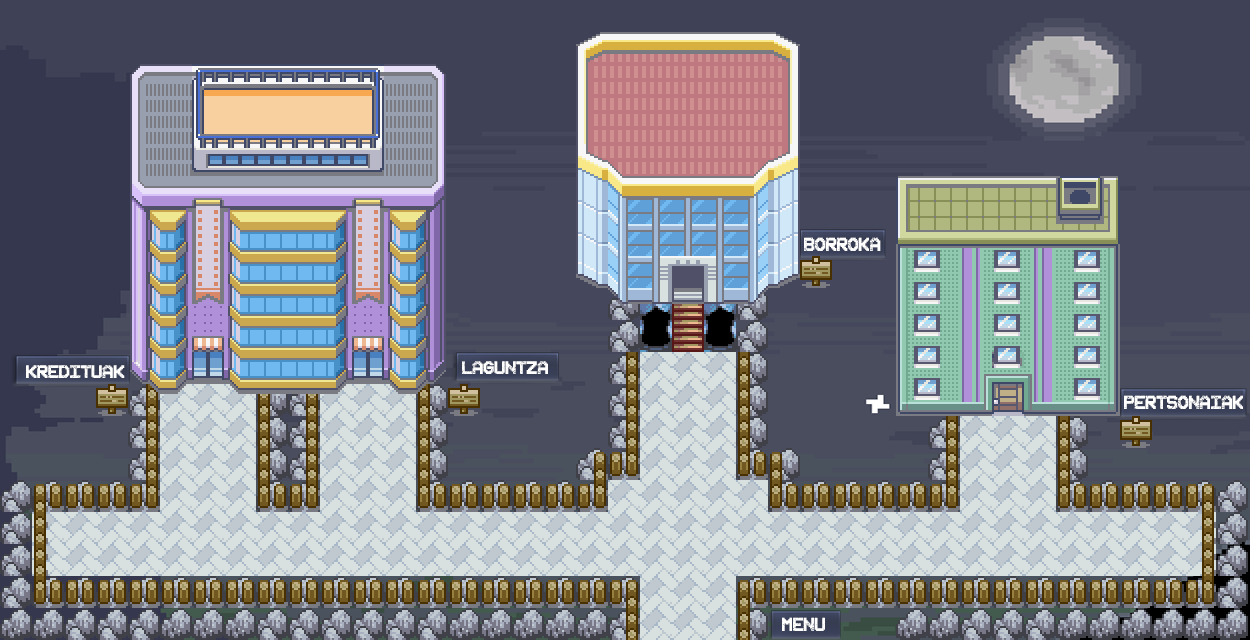 BORROKA
KREDITUAK
LAGUNTZA
PERTSONAIAK
MENU